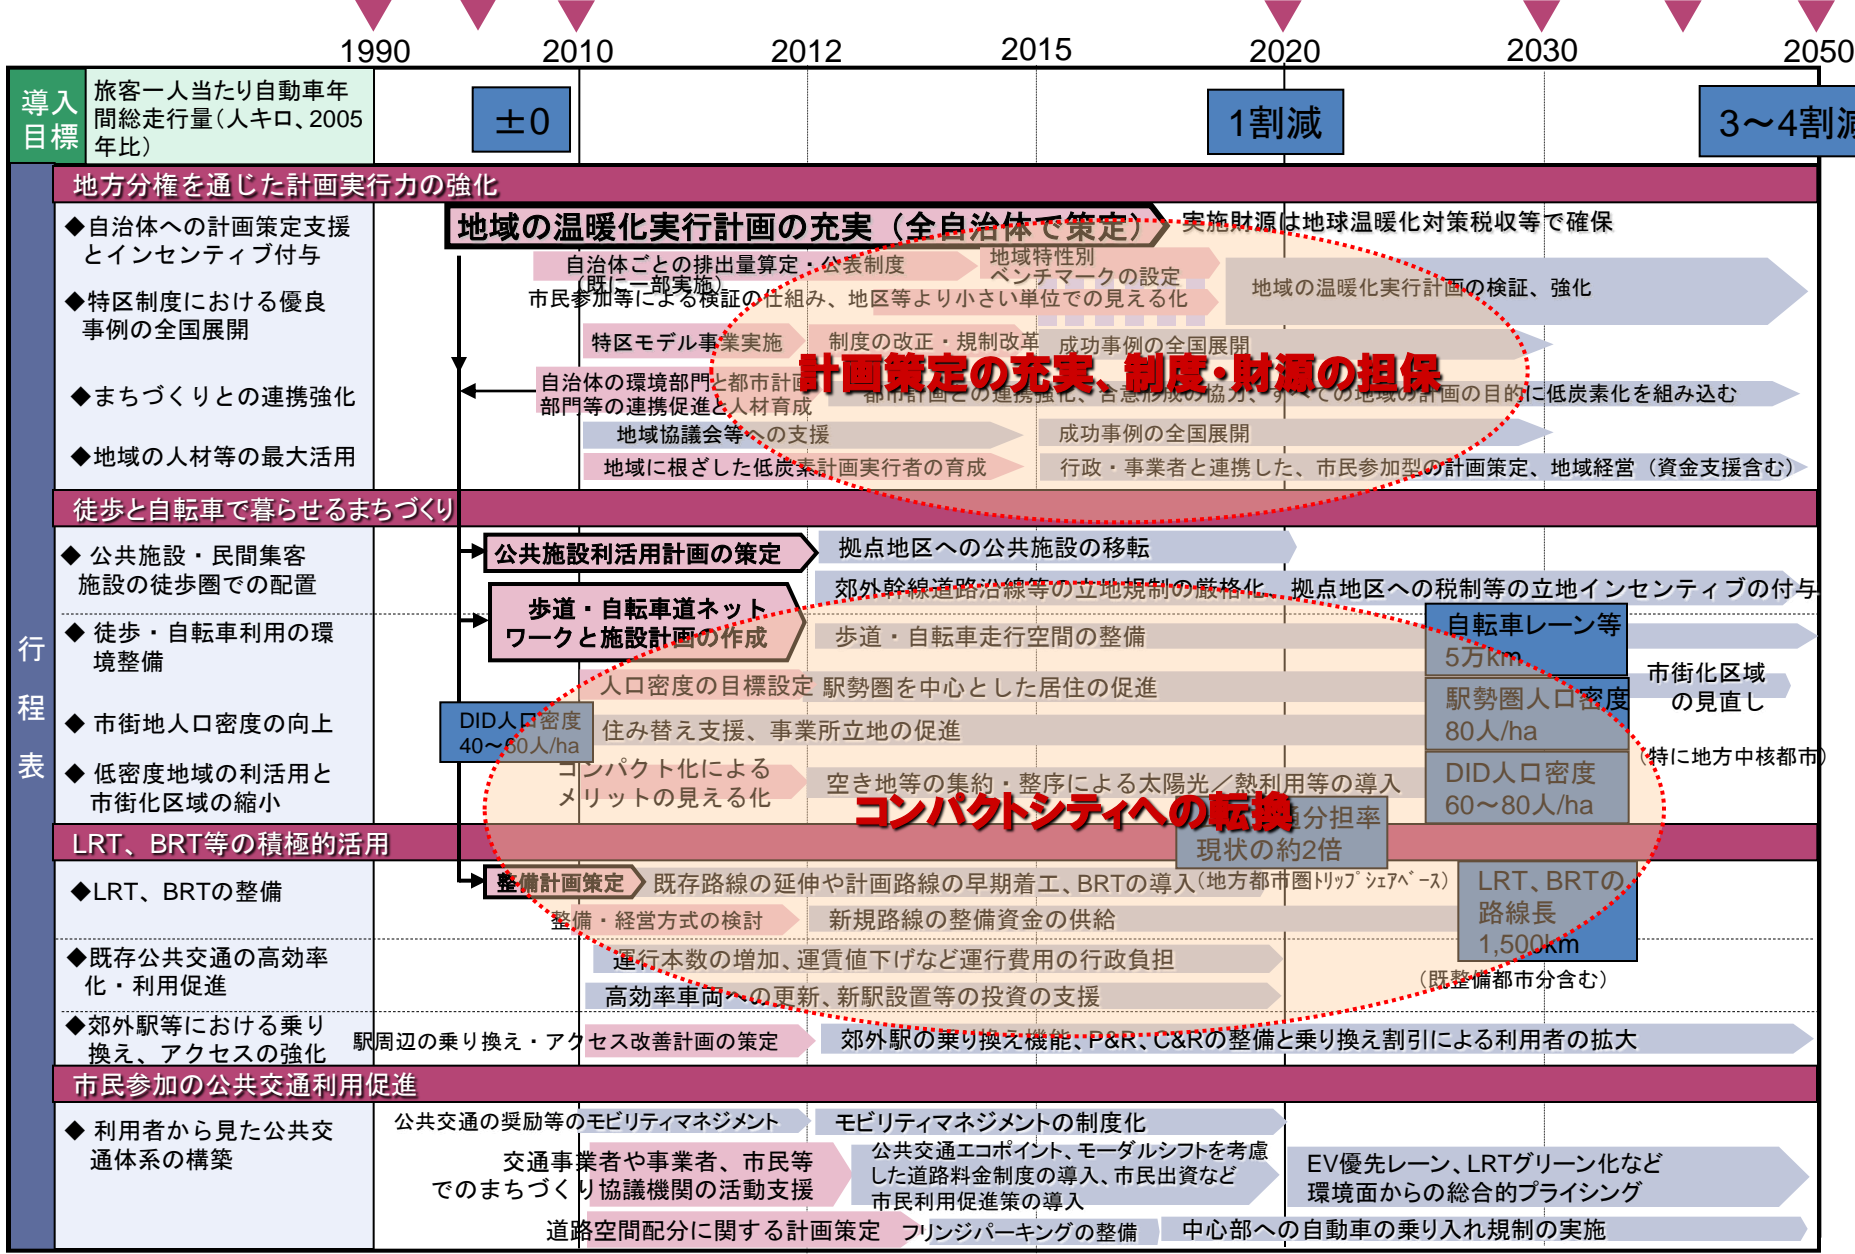 1990 2010 2012 2015 2020 2030 2050
導入
目標
旅客一人当たり自動車年
間総走行量(人キロ、2005
年比)
±0
1割減
3～4割減
行
程
表
地方分権を通じた計画実行力の強化
◆自治体への計画策定支援
とインセンティブ付与
◆特区制度における優良
事例の全国展開
◆まちづくりとの連携強化
◆地域の人材等の最大活用
地域の温暖化実行計画の充実（全自治体で策定）
実施財源は地球温暖化対策税収等で確保
自治体ごとの排出量算定・公表制度
(既に一部実施)
地域特性別
ベンチマークの設定
市民参加等による検証の仕組み、地区等より小さい単位での見える化
地域の温暖化実行計画の検証、強化
特区モデル事業実施
制度の改正・規制改革
成功事例の全国展開
計画策定の充実、制度・財源の担保
自治体の環境部門と都市計画
部門等の連携促進と人材育成
都市計画との連携強化、合意形成の協力、すべての地域の計画の目的に低炭素化を組み込む
地域協議会等への支援
成功事例の全国展開
地域に根ざした低炭素計画実行者の育成
行政・事業者と連携した、市民参加型の計画策定、地域経営（資金支援含む）
徒歩と自転車で暮らせるまちづくり
◆ 公共施設・民間集客
施設の徒歩圏での配置
◆ 徒歩・自転車利用の環
境整備
◆ 市街地人口密度の向上
◆ 低密度地域の利活用と
市街化区域の縮小
公共施設利活用計画の策定
拠点地区への公共施設の移転
郊外幹線道路沿線等の立地規制の厳格化、拠点地区への税制等の立地インセンティブの付与
歩道・自転車道ネット
ワークと施設計画の作成
歩道・自転車走行空間の整備
自転車レーン等
5万km
人口密度の目標設定
駅勢圏を中心とした居住の促進
市街化区域
の見直し
駅勢圏人口密度
80人/ha
DID人口密度
40～60人/ha
住み替え支援、事業所立地の促進
(特に地方中核都市)
コンパクト化による
メリットの見える化
空き地等の集約・整序による太陽光／熱利用等の導入
DID人口密度
60～80人/ha
コンパクトシティへの転換
通分担率
現状の約2倍
LRT、BRT等の積極的活用
◆LRT、BRTの整備
◆既存公共交通の高効率
化・利用促進
◆郊外駅等における乗り
換え、アクセスの強化
整備計画策定
既存路線の延伸や計画路線の早期着工、BRTの導入(地方都市圏ﾄﾘｯﾌﾟｼｪｱﾍﾞｰｽ)
整備・経営方式の検討
新規路線の整備資金の供給
LRT、BRTの
路線長
1,500km
(既整備都市分含む)
運行本数の増加、運賃値下げなど運行費用の行政負担
高効率車両への更新、新駅設置等の投資の支援
駅周辺の乗り換え・アクセス改善計画の策定
郊外駅の乗り換え機能、P&R、C&Rの整備と乗り換え割引による利用者の拡大
市民参加の公共交通利用促進
◆ 利用者から見た公共交
通体系の構築
公共交通の奨励等のモビリティマネジメント
モビリティマネジメントの制度化
交通事業者や事業者、市民等
でのまちづくり協議機関の活動支援
公共交通エコポイント、モーダルシフトを考慮
した道路料金制度の導入、市民出資など
市民利用促進策の導入
EV優先レーン、LRTグリーン化など
環境面からの総合的プライシング
道路空間配分に関する計画策定
フリンジパーキングの整備
中心部への自動車の乗り入れ規制の実施